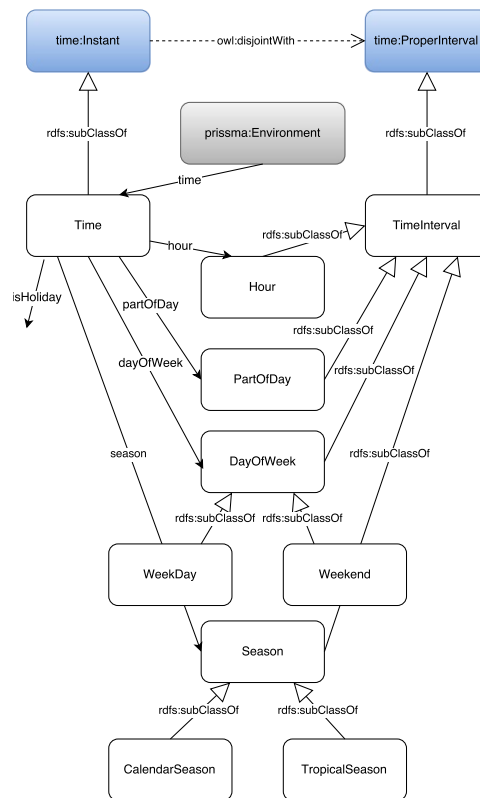 time:Instant
owl:disjointWith
time:ProperInterval
rdfs:subClassOf
rdfs:subClassOf
prissma:Environment
time
Time
TimeInterval
hour
rdfs:subClassOf
Hour
isHoliday
partOfDay
rdfs:subClassOf
dayOfWeek
PartOfDay
rdfs:subClassOf
season
DayOfWeek
rdfs:subClassOf
rdfs:subClassOf
rdfs:subClassOf
WeekDay
Weekend
Season
rdfs:subClassOf
rdfs:subClassOf
CalendarSeason
TropicalSeason